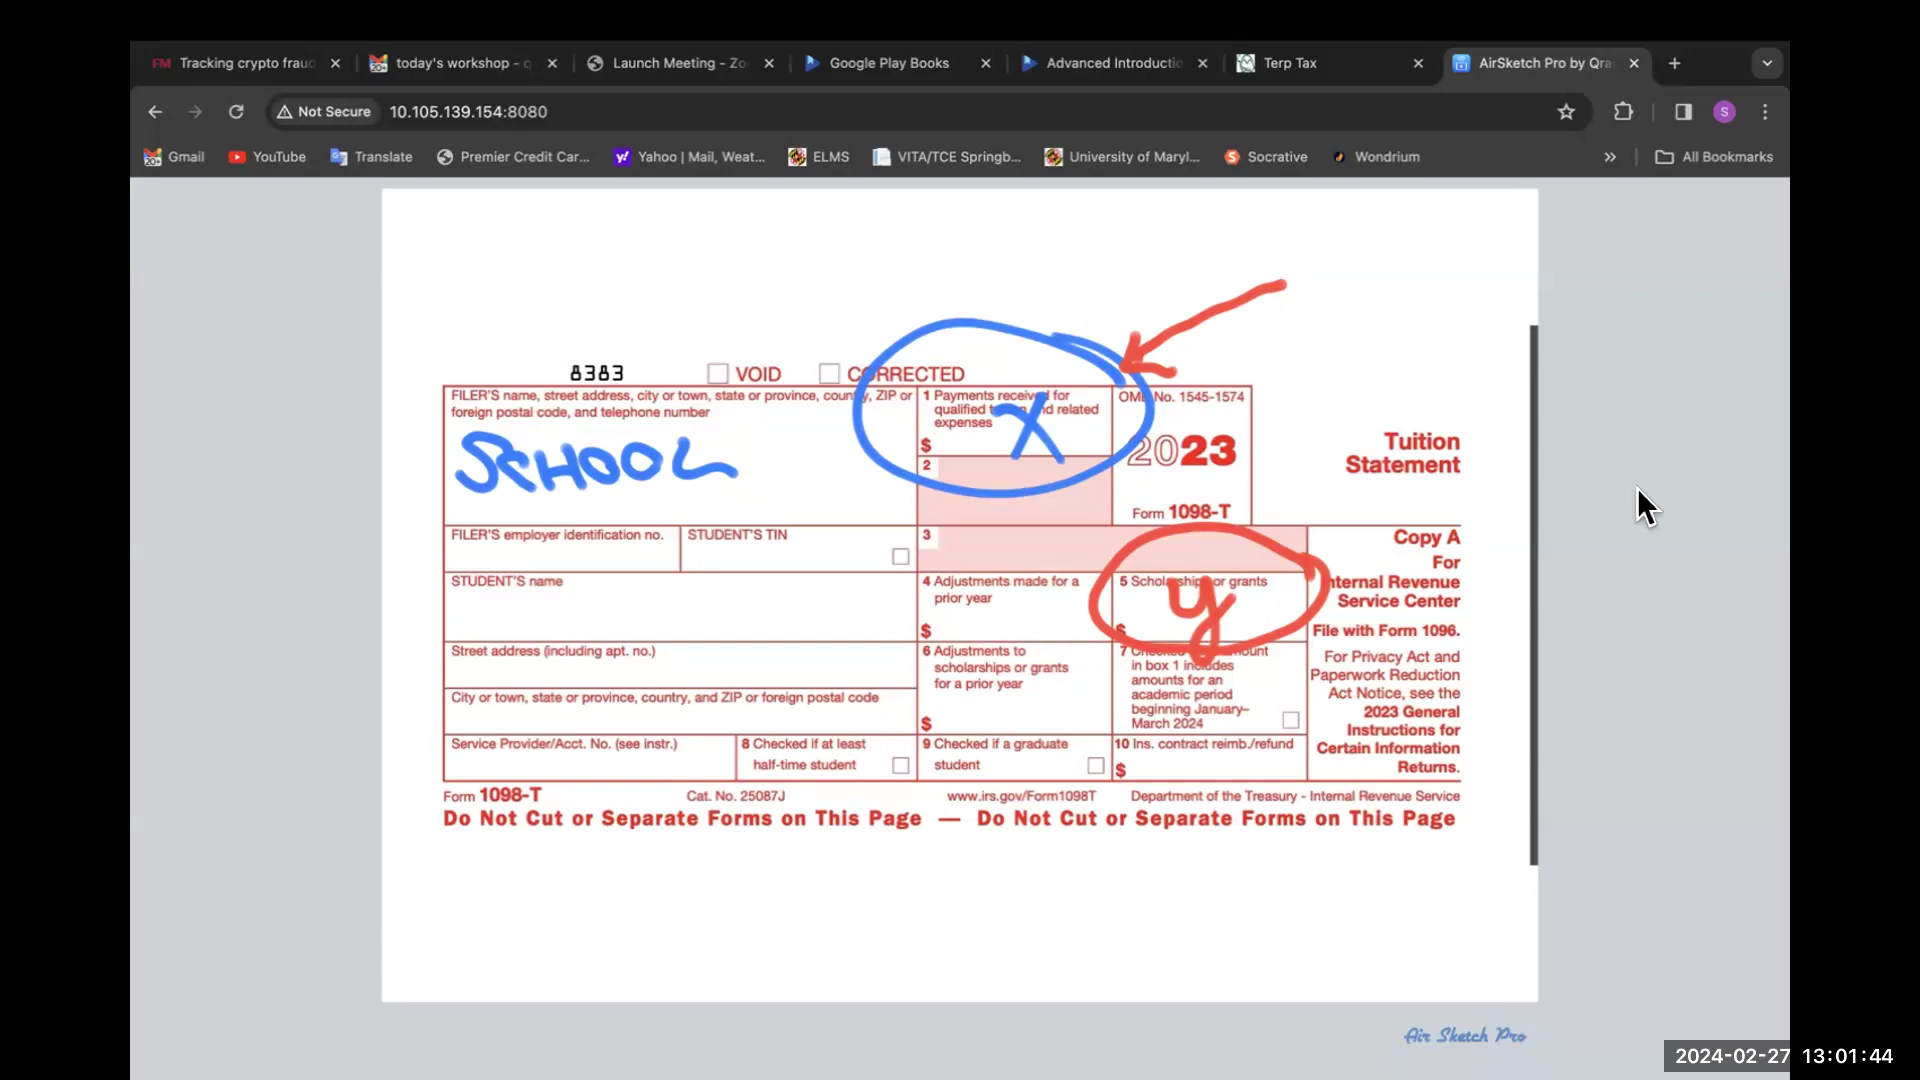 Tracking crypto fraud
today's workshop - q
Launch Meeting - Zo
Google Play Books
Advanced Introductio
Terp Tax
AirSketch Pro by Qra
Not Secure 10.105.139.154:8080
S
Gmail YouTube Translate Premier Credit Car... Yahoo | Mail, Weat... ELMS VITA/TCE Springb... University of Maryl... Socrative Wondrium » All Bookmarks
8383 VOID CORRECTED
FILER'S name, street address, city or town, state or province, country, ZIP or
foreign postal code, and telephone number
SCHOOL
1 Payments received for
qualified tuition and related
expenses
$
X
2
OMB No. 1545-1574
2023
Form 1098-T
Tuition
Statement
FILER'S employer identification no.
STUDENT'S TIN
3
Copy A
For
Internal Revenue
Service Center
File with Form 1096.
For Privacy Act and
Paperwork Reduction
Act Notice, see the
2023 General
Instructions for
Certain Information
Returns.
STUDENT'S name
4 Adjustments made for a
prior year
$
5 Scholarships or grants
$
y
Street address (including apt. no.)
6 Adjustments to
scholarships or grants
for a prior year
$
7 Checked amount
in box 1 includes
amounts for an
academic period
beginning January–
March 2024
City or town, state or province, country, and ZIP or foreign postal code
Service Provider/Acct. No. (see instr.)
8 Checked if at least
half-time student
9 Checked if a graduate
student
10 Ins. contract reimb./refund
$
Form 1098-T Cat. No. 25087J www.irs.gov/Form1098T Department of the Treasury - Internal Revenue Service
Do Not Cut or Separate Forms on This Page — Do Not Cut or Separate Forms on This Page
Air Sketch Pro
2024-02-27 13:01:44